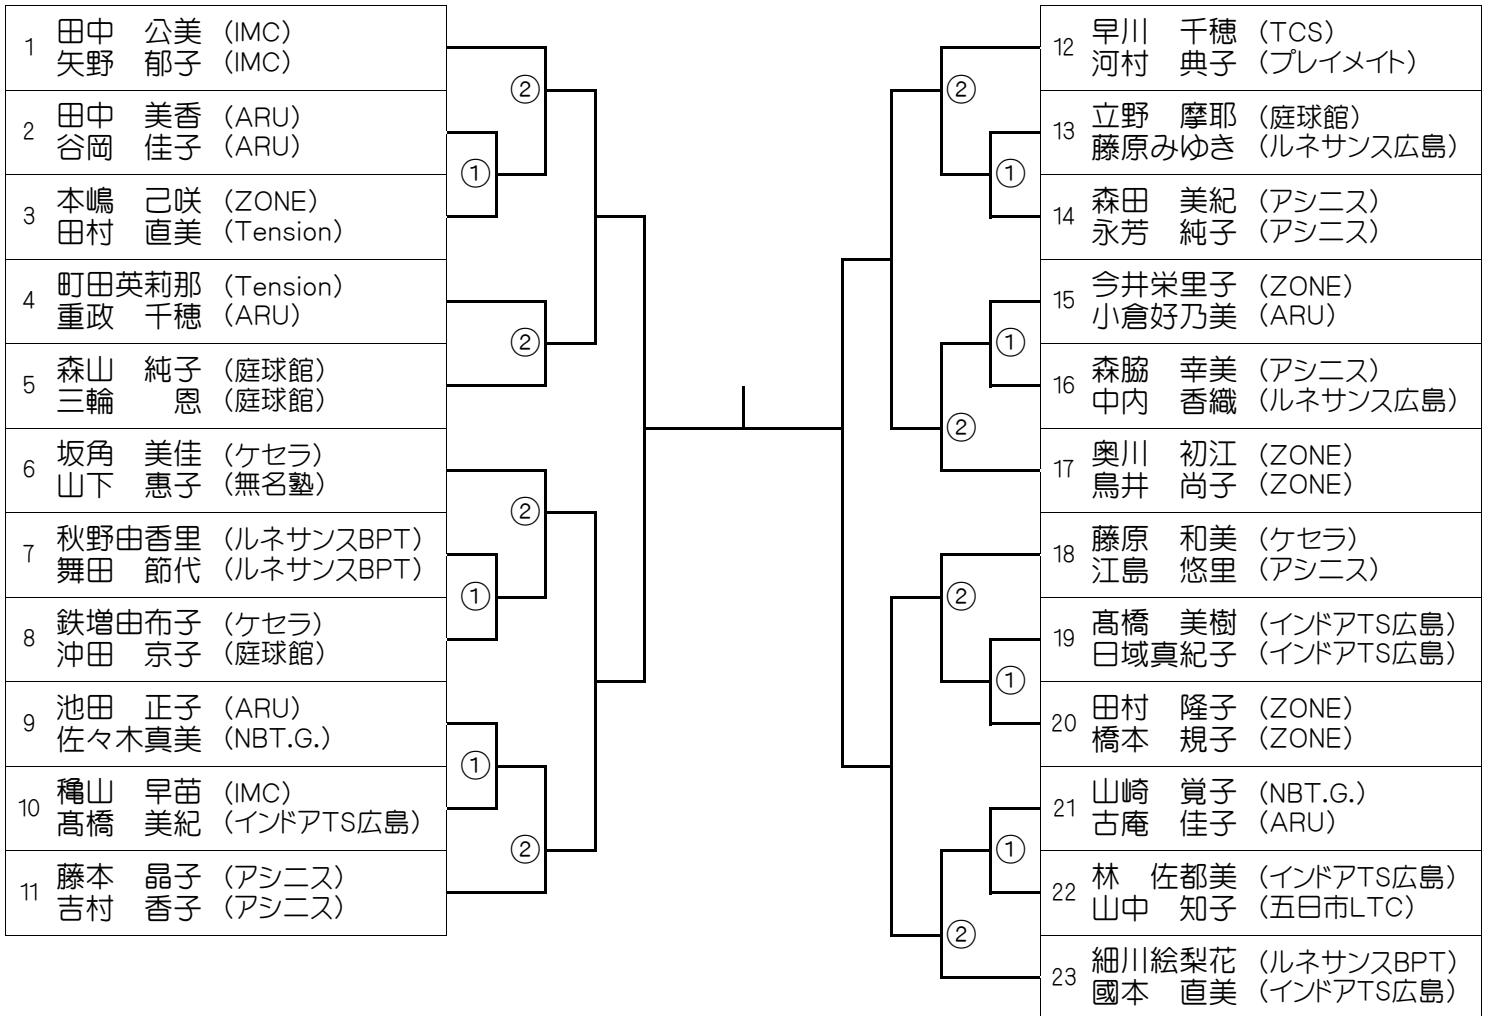 1 田中　公美 (IMC)
矢野　郁子 (IMC)
2 田中　美香 (ARU)
谷岡　佳子 (ARU)
3 本嶋　己咲 (ZONE)
田村　直美 (Tension)
4 町田英莉那 (Tension)
重政　千穂 (ARU)
5 森山　純子 (庭球館)
三輪　　恩 (庭球館)
6 坂角　美佳 (ケセラ)
山下　惠子 (無名塾)
7 秋野由香里 (ルネサンスBPT)
舞田　節代 (ルネサンスBPT)
8 鉄増由布子 (ケセラ)
沖田　京子 (庭球館)
9 池田　正子 (ARU)
佐々木真美 (NBT.G.)
10 穐山　早苗 (IMC)
髙橋　美紀 (インドアTS広島)
11 藤本　晶子 (アシニス)
吉村　香子 (アシニス)
②
①
②
②
①
①
②
12 早川　千穂 (TCS)
河村　典子 (プレイメイト)
13 立野　摩耶 (庭球館)
藤原みゆき (ルネサンス広島)
14 森田　美紀 (アシニス)
永芳　純子 (アシニス)
15 今井栄里子 (ZONE)
小倉好乃美 (ARU)
16 森脇　幸美 (アシニス)
中内　香織 (ルネサンス広島)
17 奥川　初江 (ZONE)
鳥井　尚子 (ZONE)
18 藤原　和美 (ケセラ)
江島　悠里 (アシニス)
19 髙橋　美樹 (インドアTS広島)
日域真紀子 (インドアTS広島)
20 田村　隆子 (ZONE)
橋本　規子 (ZONE)
21 山崎　覚子 (NBT.G.)
古庵　佳子 (ARU)
22 林　佐都美 (インドアTS広島)
山中　知子 (五日市LTC)
23 細川絵梨花 (ルネサンスBPT)
國本　直美 (インドアTS広島)
②
①
①
②
②
①
①
②